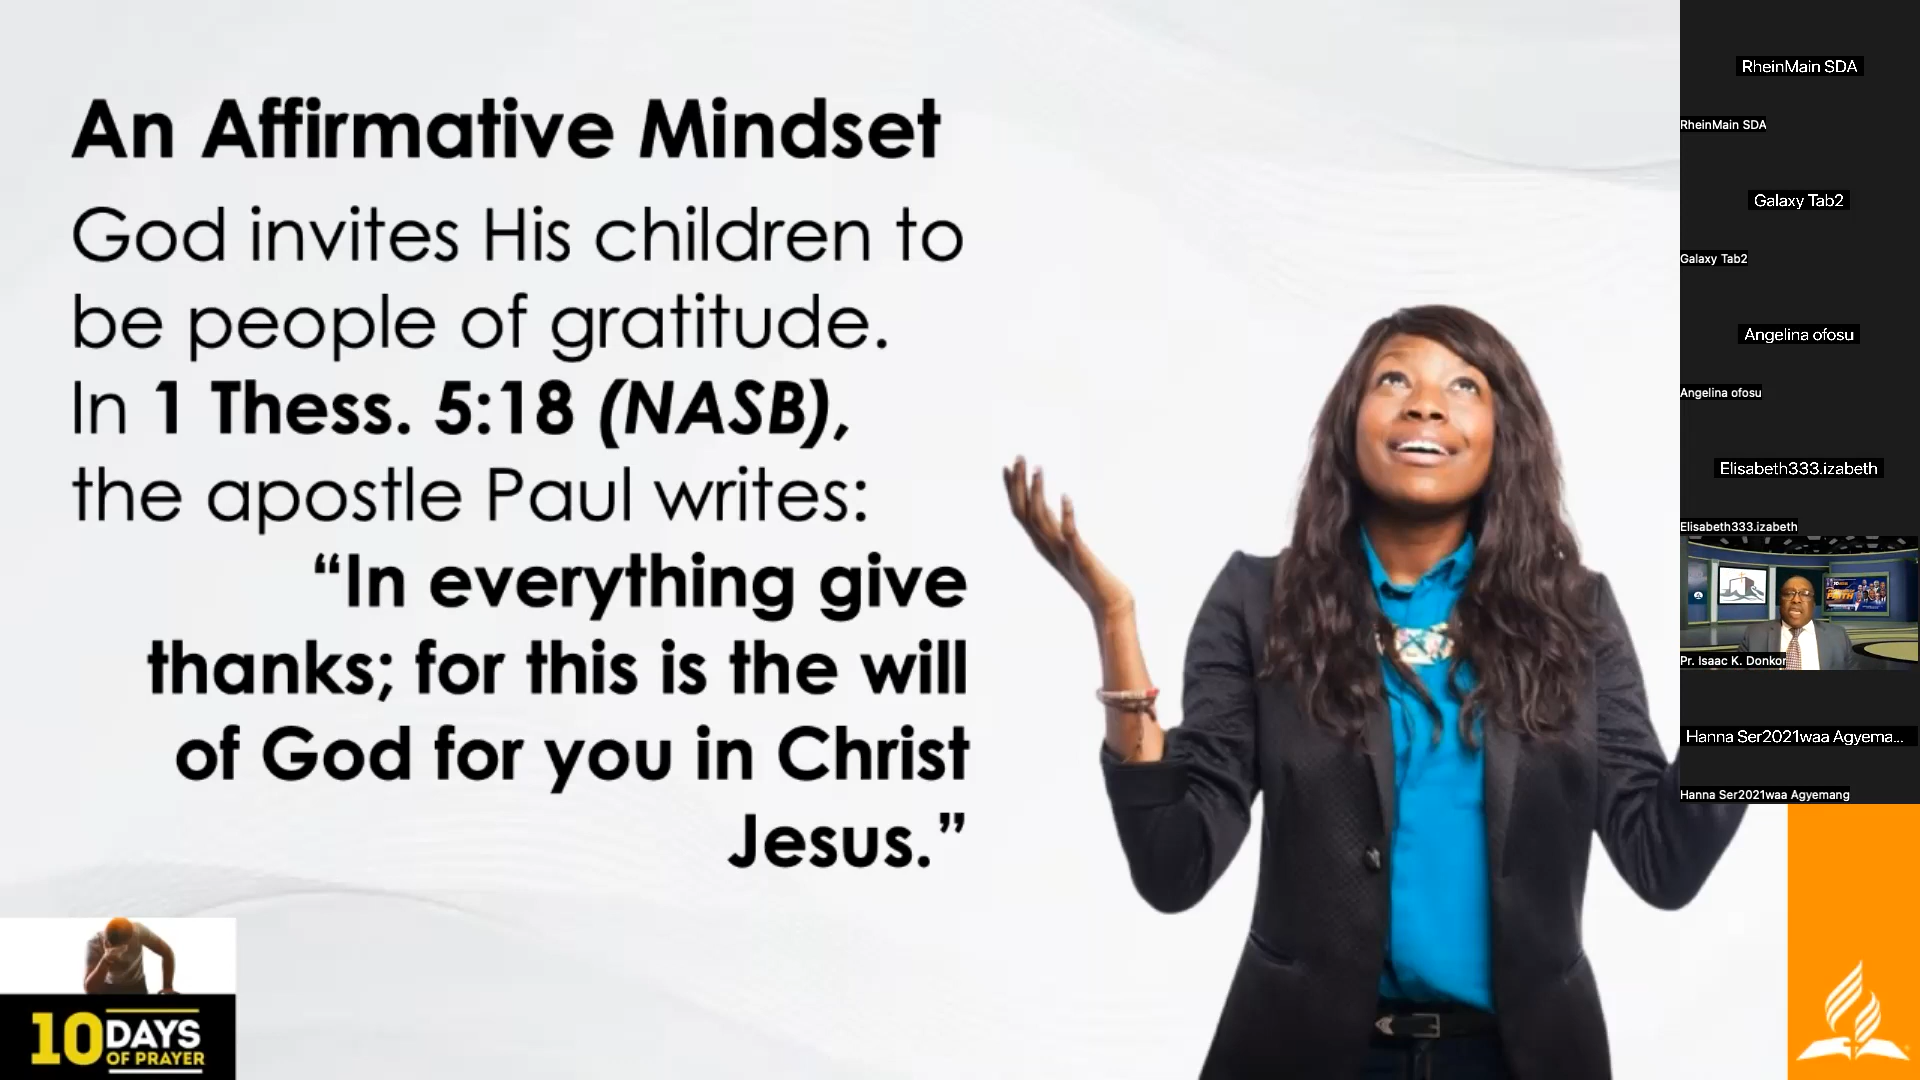 An Affirmative Mindset
God invites His children to
be people of gratitude.
In 1 Thess. 5:18 (NASB),
the apostle Paul writes:
“In everything give
thanks; for this is the will
of God for you in Christ
Jesus.”
10 DAYS
OF PRAYER
RheinMain SDA
RheinMain SDA
Galaxy Tab2
Galaxy Tab2
Angelina ofosu
Angelina ofosu
Elisabeth333.izabeth
Elisabeth333.izabeth
Pr. Isaac K. Donkor
Hanna Ser2021waa Agyema...
Hanna Ser2021waa Agyemang